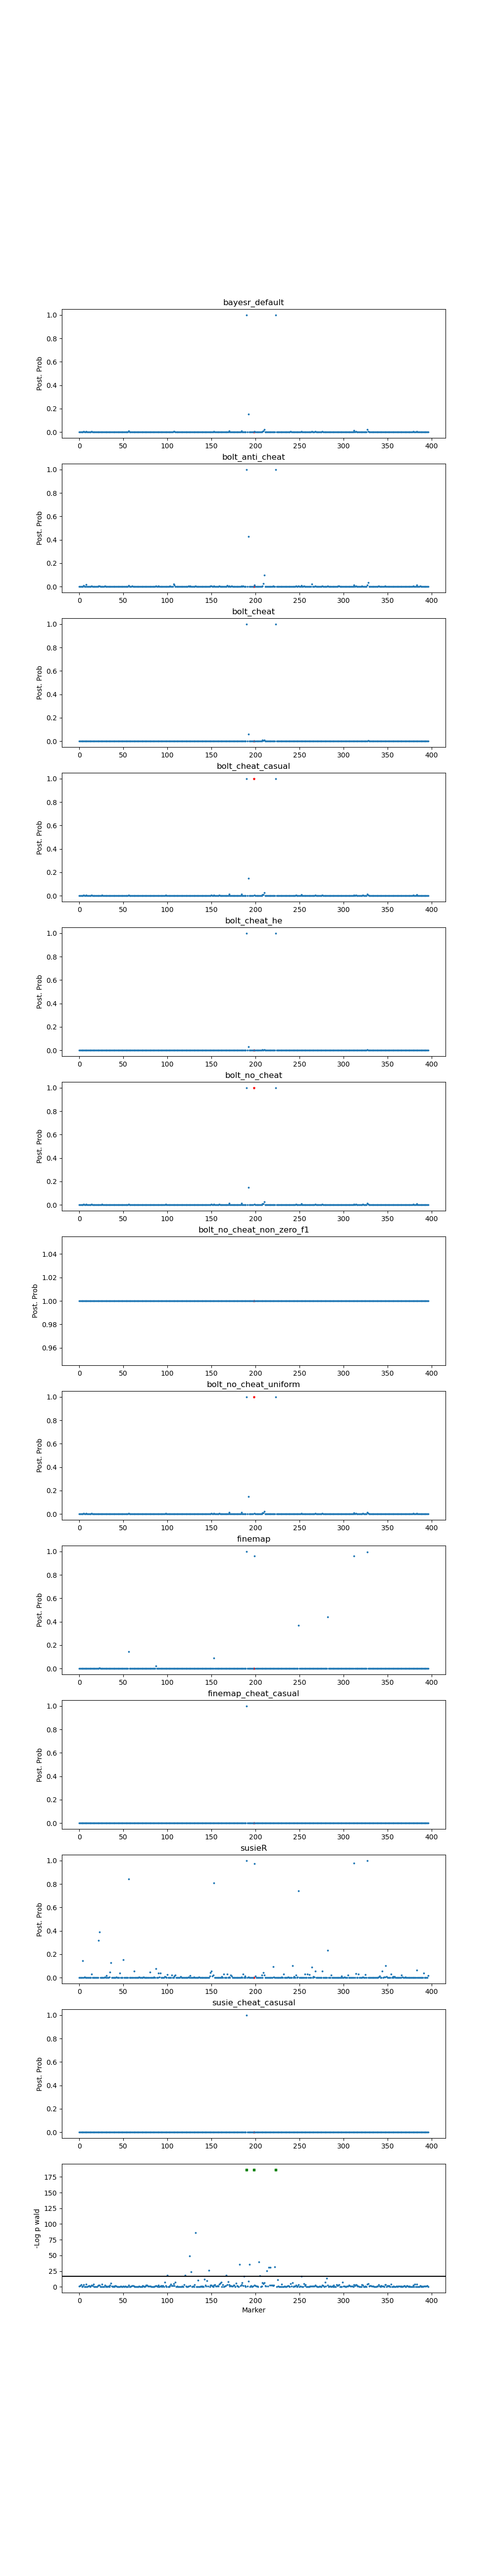 bayesr_default
1.0
0.8
0.6
0.4
0.2
0.0
Post. Prob
0 50 100 150 200 250 300 350 400
bolt_anti_cheat
1.0
0.8
0.6
0.4
0.2
0.0
Post. Prob
0 50 100 150 200 250 300 350 400
bolt_cheat
1.0
0.8
0.6
0.4
0.2
0.0
Post. Prob
0 50 100 150 200 250 300 350 400
bolt_cheat_casual
1.0
0.8
0.6
0.4
0.2
0.0
Post. Prob
0 50 100 150 200 250 300 350 400
bolt_cheat_he
1.0
0.8
0.6
0.4
0.2
0.0
Post. Prob
0 50 100 150 200 250 300 350 400
bolt_no_cheat
1.0
0.8
0.6
0.4
0.2
0.0
Post. Prob
0 50 100 150 200 250 300 350 400
bolt_no_cheat_non_zero_f1
1.04
1.02
1.00
0.98
0.96
Post. Prob
0 50 100 150 200 250 300 350 400
bolt_no_cheat_uniform
1.0
0.8
0.6
0.4
0.2
0.0
Post. Prob
0 50 100 150 200 250 300 350 400
finemap
1.0
0.8
0.6
0.4
0.2
0.0
Post. Prob
0 50 100 150 200 250 300 350 400
finemap_cheat_casual
1.0
0.8
0.6
0.4
0.2
0.0
Post. Prob
0 50 100 150 200 250 300 350 400
susieR
1.0
0.8
0.6
0.4
0.2
0.0
Post. Prob
0 50 100 150 200 250 300 350 400
susie_cheat_casusal
1.0
0.8
0.6
0.4
0.2
0.0
Post. Prob
0 50 100 150 200 250 300 350 400
175
150
125
100
75
50
25
0
-Log p wald
0 50 100 150 200 250 300 350 400
Marker